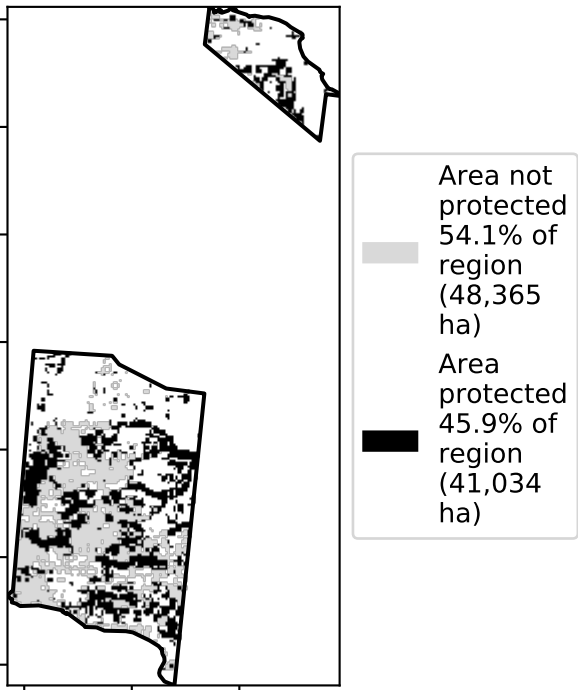 Area not
protected
54.1% of
region
(48,365
ha)
Area
protected
45.9% of
region
(41,034
ha)